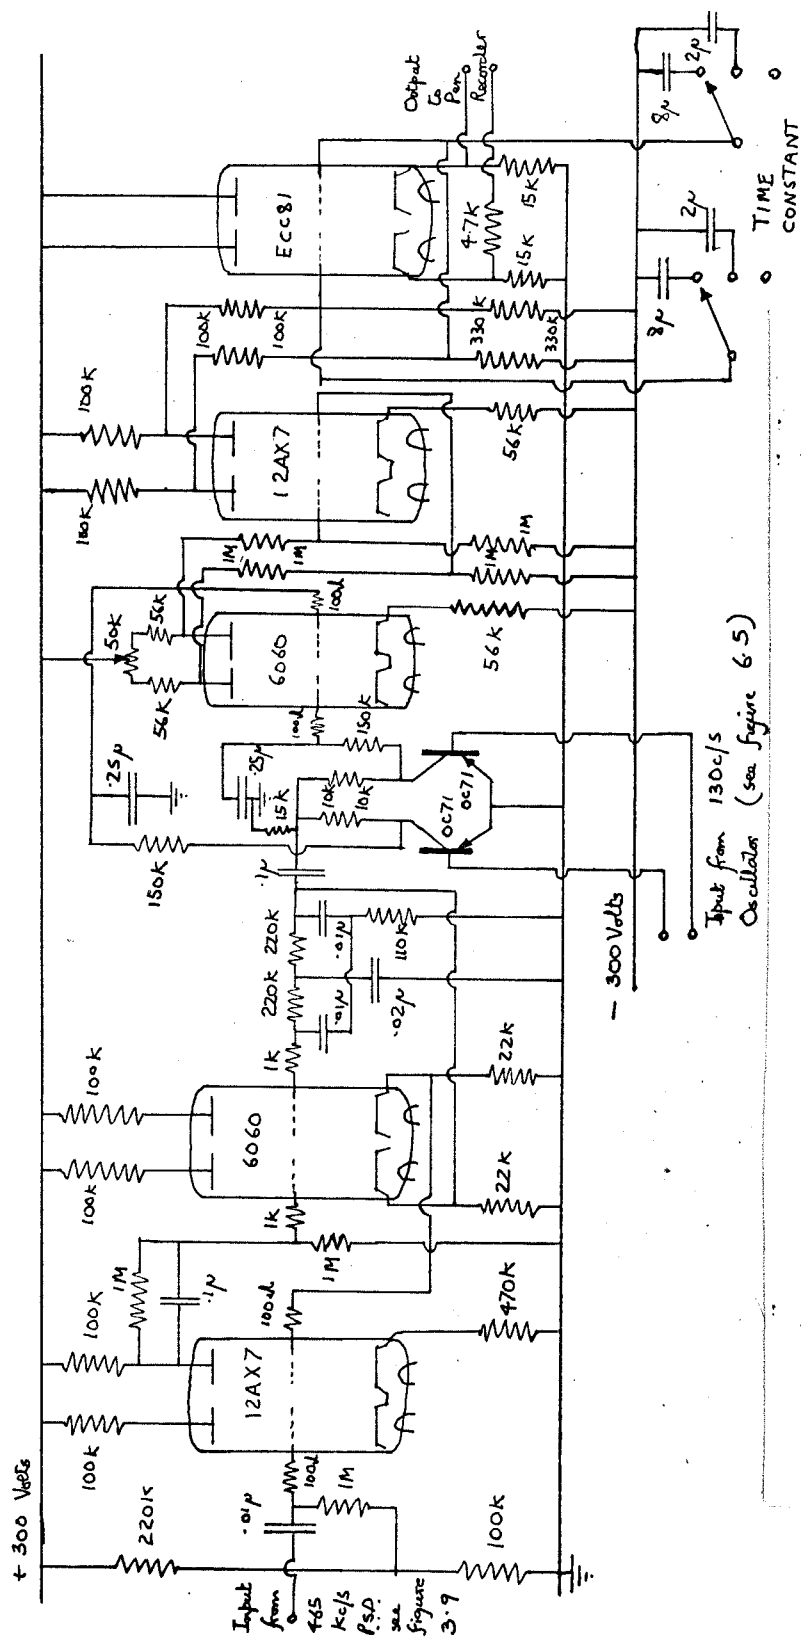 + 300 Volts
220K
100K
100K
1M
.1μ
100K
100K
150K
.25μ
56K
50K
56K
100K
100K
Input
from
465
Kc/s
P.S.D.
see
figure
3.9
.01μ
1M
100Ω
12AX7
100Ω
1M
1K
6060
1K
220K
220K
.01μ
.01μ
.02μ
110K
.1μ
15K
.25μ
10K
10K
150K
100Ω
6060
100Ω
1M
1M
12AX7
100K
100K
ECC81
Output
to
Pen
Recorder
100K
470K
22K
22K
OC71
OC71
56K
1M
1M
56K
330K
330K
15K
4.7K
15K
- 300 Volts
Input from 130c/s
Oscillator (see figure 6.5)
8μ
2μ
8μ
2μ
TIME
CONSTANT